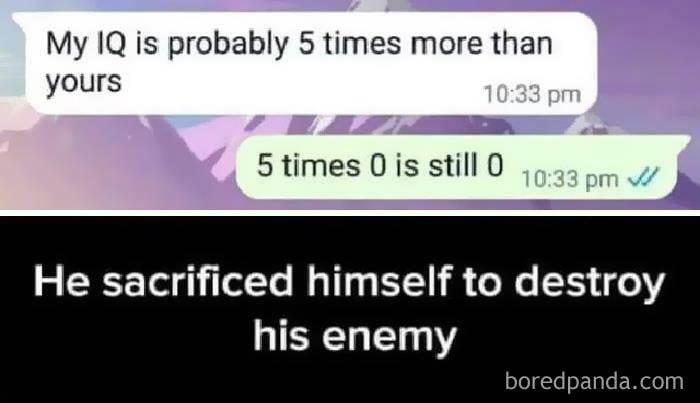 My IQ is probably 5 times more than
yours
10:33 pm
5 times 0 is still 0
10:33 pm
He sacrificed himself to destroy
his enemy
boredpanda.com